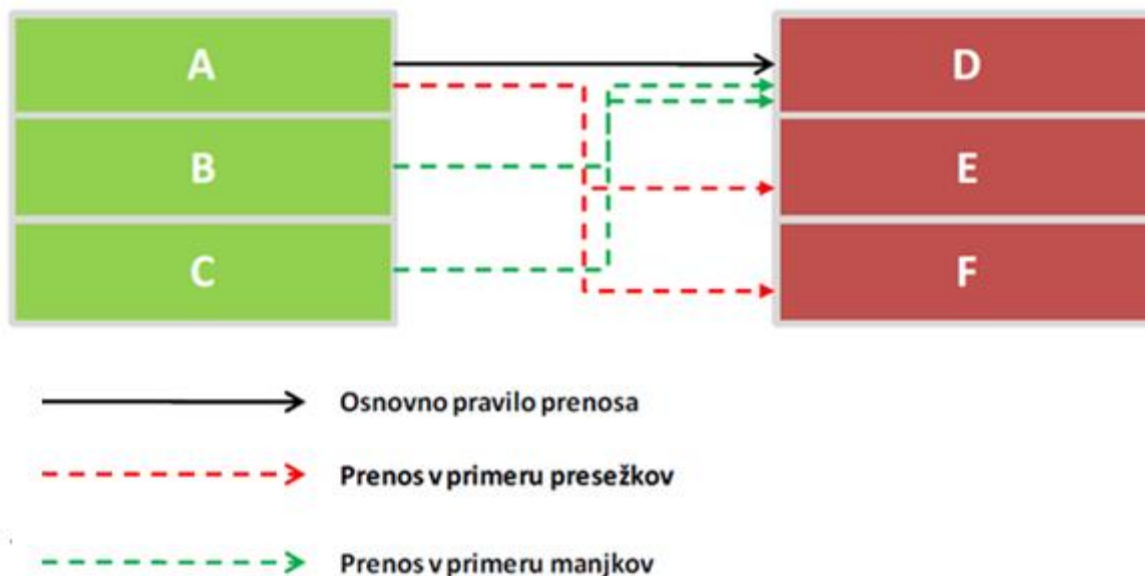 A
D
B
E
C
F
Osnovno pravilo prenosa
Prenos v primeru presežkov
Prenos v primeru manjkov